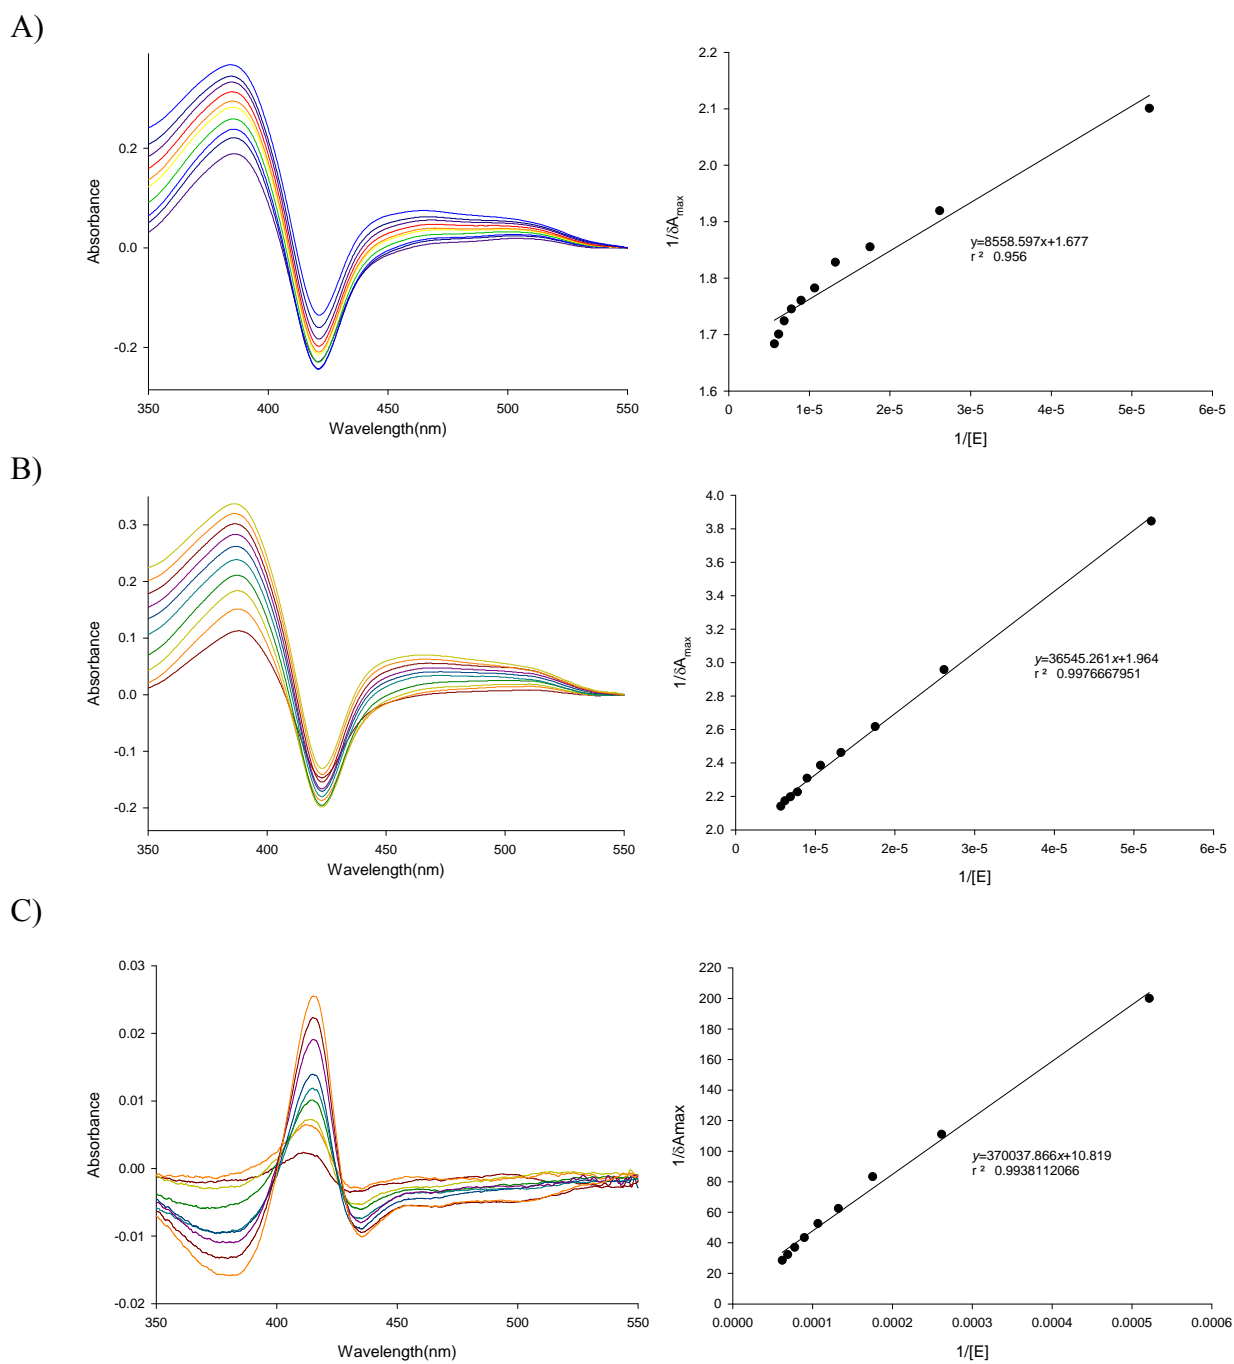 A)
Absorbance
0.2
0.0
-0.2
350
400
450
500
550
Wavelength(nm)
1/δA_max
2.2
2.1
2.0
1.9
1.8
1.7
1.6
y=8558.597x+1.677
r ² 0.956
0
1e-5
2e-5
3e-5
4e-5
5e-5
6e-5
1/[E]
B)
Absorbance
0.3
0.2
0.1
0.0
-0.1
-0.2
350
400
450
500
550
Wavelength(nm)
1/δA_max
4.0
3.8
3.6
3.4
3.2
3.0
2.8
2.6
2.4
2.2
2.0
y=36545.261x+1.964
r ² 0.9976667951
0
1e-5
2e-5
3e-5
4e-5
5e-5
6e-5
1/[E]
C)
Absorbance
0.03
0.02
0.01
0.00
-0.01
-0.02
350
400
450
500
550
Wavelength(nm)
1/δAmax
220
200
180
160
140
120
100
80
60
40
20
0
y=370037.866x+10.819
r ² 0.9938112066
0.0000
0.0001
0.0002
0.0003
0.0004
0.0005
0.0006
1/[E]